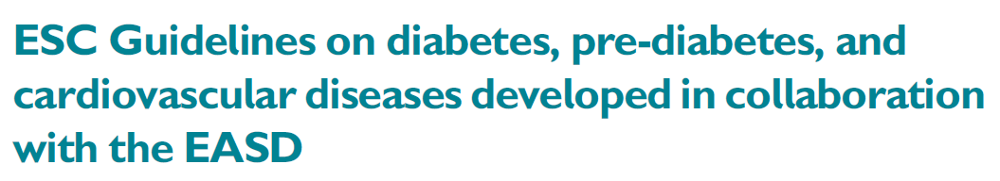 ESC Guidelines on diabetes, pre-diabetes, and
cardiovascular diseases developed in collaboration
with the EASD